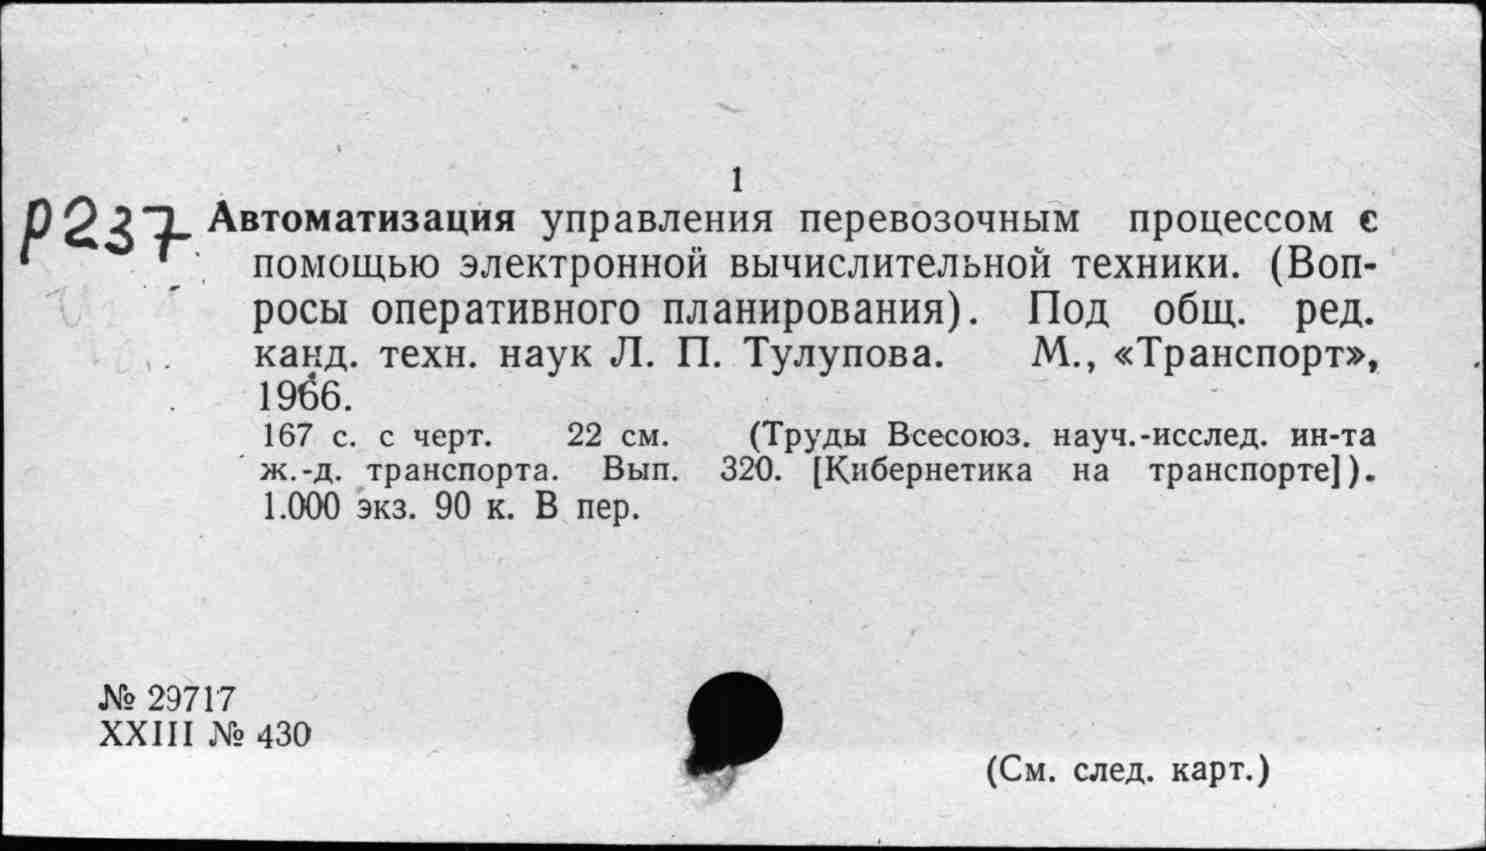 1
Р237 Автоматизация управления перевозочным процессом с
помощью электронной вычислительной техники. (Воп-
росы оперативного планирования). Под общ. ред.
канд. техн. наук Л. П. Тулупова. М., «Транспорт»,
1966.
167 с. с черт. 22 см. (Труды Всесоюз. науч.-исслед. ин-та
ж.-д. транспорта. Вып. 320. [Кибернетика на транспорте]).
1.000 экз. 90 к. В пер.
№ 29717
XXIII № 430
(См. след. карт.)